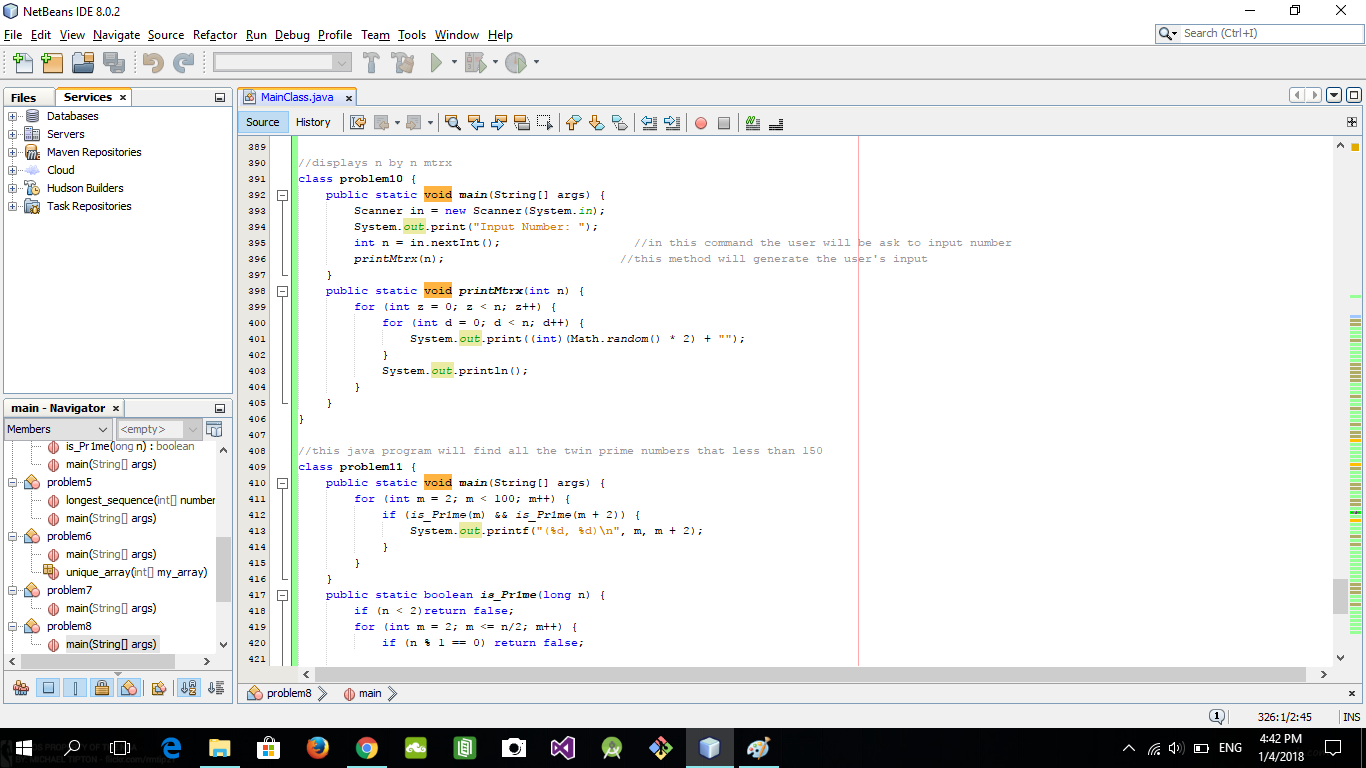 NetBeans IDE 8.0.2
File Edit View Navigate Source Refactor Run Debug Profile Team Tools Window Help
Search (Ctrl+I)
Files Services
Databases
Servers
Maven Repositories
Cloud
Hudson Builders
Task Repositories
main - Navigator
Members <empty>
is_Pr1me(long n) : boolean
main(String[] args)
problem5
longest_sequence(int[] number
main(String[] args)
problem6
main(String[] args)
unique_array(int[] my_array)
problem7
main(String[] args)
problem8
main(String[] args)
MainClass.java
Source History
389
390 //displays n by n mtrx
391 class problem10 {
392 public static void main(String[] args) {
393 Scanner in = new Scanner(System.in);
394 System.out.print("Input Number: ");
395 int n = in.nextInt(); //in this command the user will be ask to input number
396 printMtrx(n); //this method will generate the user's input
397 }
398 public static void printMtrx(int n) {
399 for (int z = 0; z < n; z++) {
400 for (int d = 0; d < n; d++) {
401 System.out.print((int)(Math.random() * 2) + "");
402 }
403 System.out.println();
404 }
405 }
406 }
407
408 //this java program will find all the twin prime numbers that less than 150
409 class problem11 {
410 public static void main(String[] args) {
411 for (int m = 2; m < 100; m++) {
412 if (is_Pr1me(m) && is_Pr1me(m + 2)) {
413 System.out.printf("(%d, %d)\n", m, m + 2);
414 }
415 }
416 }
417 public static boolean is_Pr1me(long n) {
418 if (n < 2)return false;
419 for (int m = 2; m <= n/2; m++) {
420 if (n % l == 0) return false;
421
problem8 main
1 326:1/2:45 INS
ENG
4:42 PM
1/4/2018